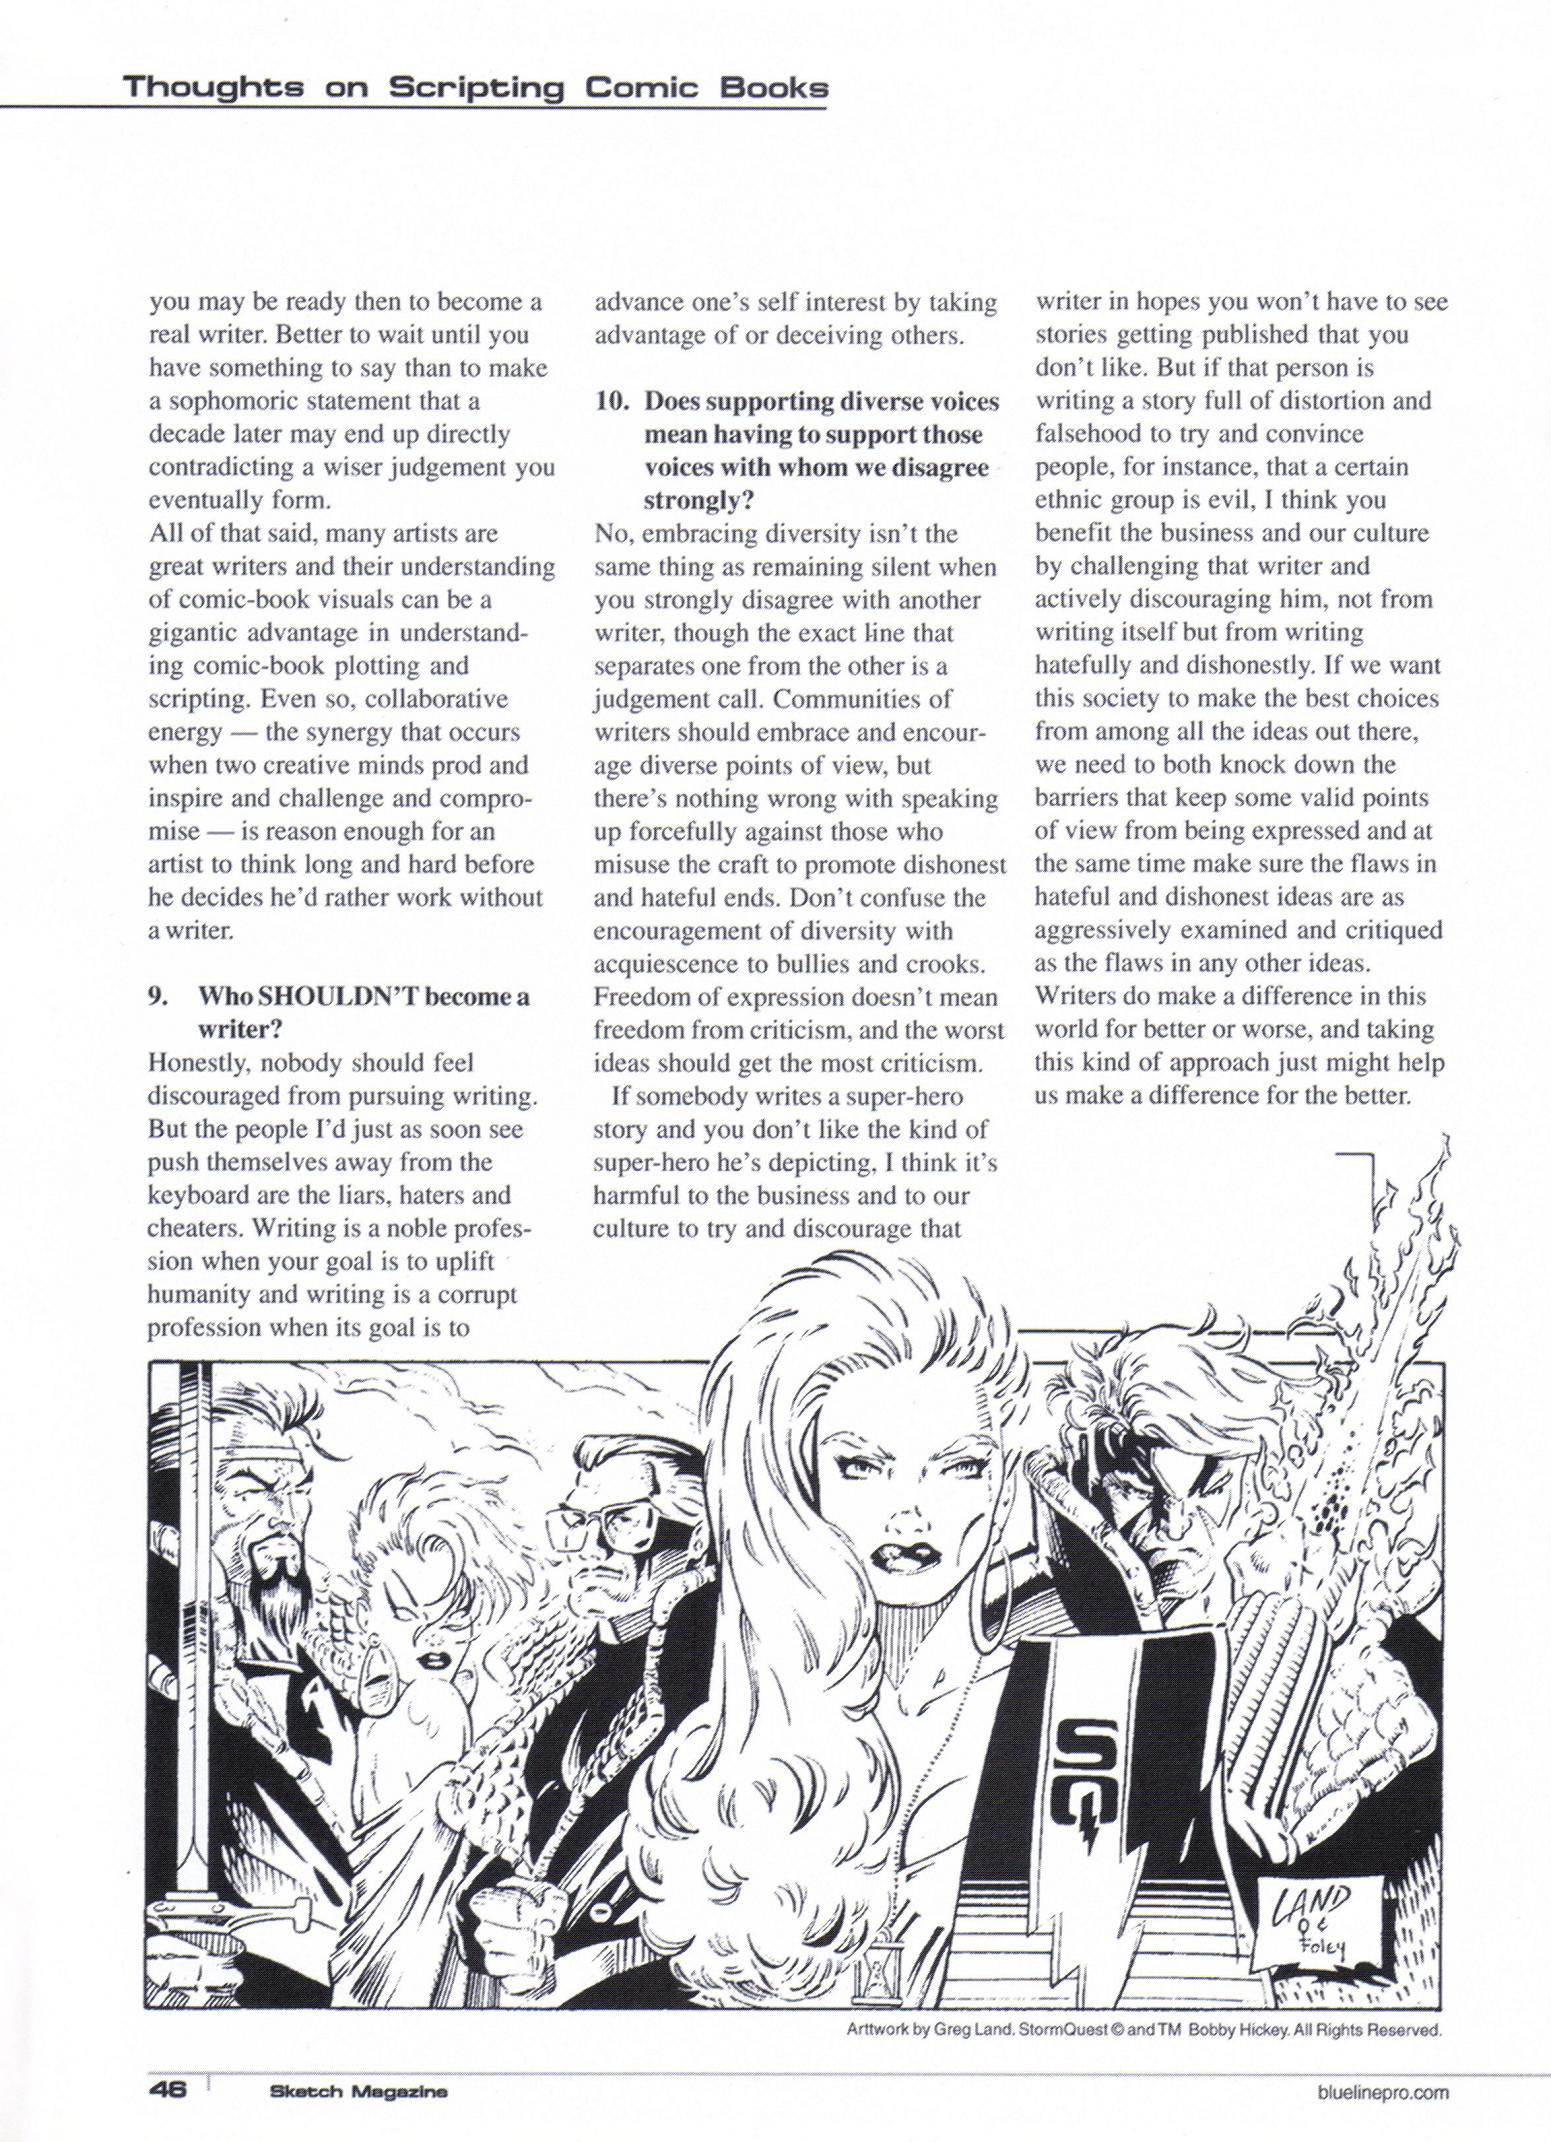 Thoughts on Scripting Comic Books
you may be ready then to become a
real writer. Better to wait until you
have something to say than to make
a sophomoric statement that a
decade later may end up directly
contradicting a wiser judgement you
eventually form.
All of that said, many artists are
great writers and their understanding
of comic-book visuals can be a
gigantic advantage in understand-
ing comic-book plotting and
scripting. Even so, collaborative
energy — the synergy that occurs
when two creative minds prod and
inspire and challenge and compro-
mise — is reason enough for an
artist to think long and hard before
he decides he'd rather work without
a writer.
9. Who SHOULDN'T become a
writer?
Honestly, nobody should feel
discouraged from pursuing writing.
But the people I'd just as soon see
push themselves away from the
keyboard are the liars, haters and
cheaters. Writing is a noble profes-
sion when your goal is to uplift
humanity and writing is a corrupt
profession when its goal is to
advance one's self interest by taking
advantage of or deceiving others.
10. Does supporting diverse voices
mean having to support those
voices with whom we disagree
strongly?
No, embracing diversity isn't the
same thing as remaining silent when
you strongly disagree with another
writer, though the exact line that
separates one from the other is a
judgement call. Communities of
writers should embrace and encour-
age diverse points of view, but
there's nothing wrong with speaking
up forcefully against those who
misuse the craft to promote dishonest
and hateful ends. Don't confuse the
encouragement of diversity with
acquiescence to bullies and crooks.
Freedom of expression doesn't mean
freedom from criticism, and the worst
ideas should get the most criticism.
If somebody writes a super-hero
story and you don't like the kind of
super-hero he's depicting, I think it's
harmful to the business and to our
culture to try and discourage that
writer in hopes you won't have to see
stories getting published that you
don't like. But if that person is
writing a story full of distortion and
falsehood to try and convince
people, for instance, that a certain
ethnic group is evil, I think you
benefit the business and our culture
by challenging that writer and
actively discouraging him, not from
writing itself but from writing
hatefully and dishonestly. If we want
this society to make the best choices
from among all the ideas out there,
we need to both knock down the
barriers that keep some valid points
of view from being expressed and at
the same time make sure the flaws in
hateful and dishonest ideas are as
aggressively examined and critiqued
as the flaws in any other ideas.
Writers do make a difference in this
world for better or worse, and taking
this kind of approach just might help
us make a difference for the better.
SQ
LAND
&
Foley
Arttwork by Greg Land. StormQuest © and TM Bobby Hickey. All Rights Reserved.
46
Sketch Magazine
bluelinepro.com